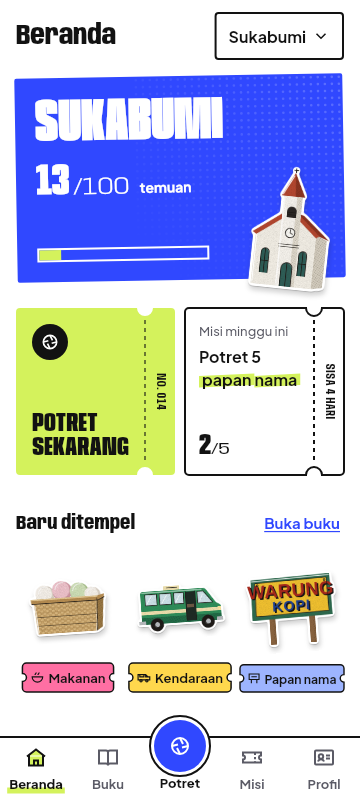 Beranda
Sukabumi
SUKABUMI
13/100 temuan
POTRET
SEKARANG
NO. 014
Misi minggu ini
Potret 5
papan nama
2/5
SISA 4 HARI
Baru ditempel
Buka buku
WARUNG
KOPI
Makanan
Kendaraan
Papan nama
Beranda
Buku
Potret
Misi
Profil